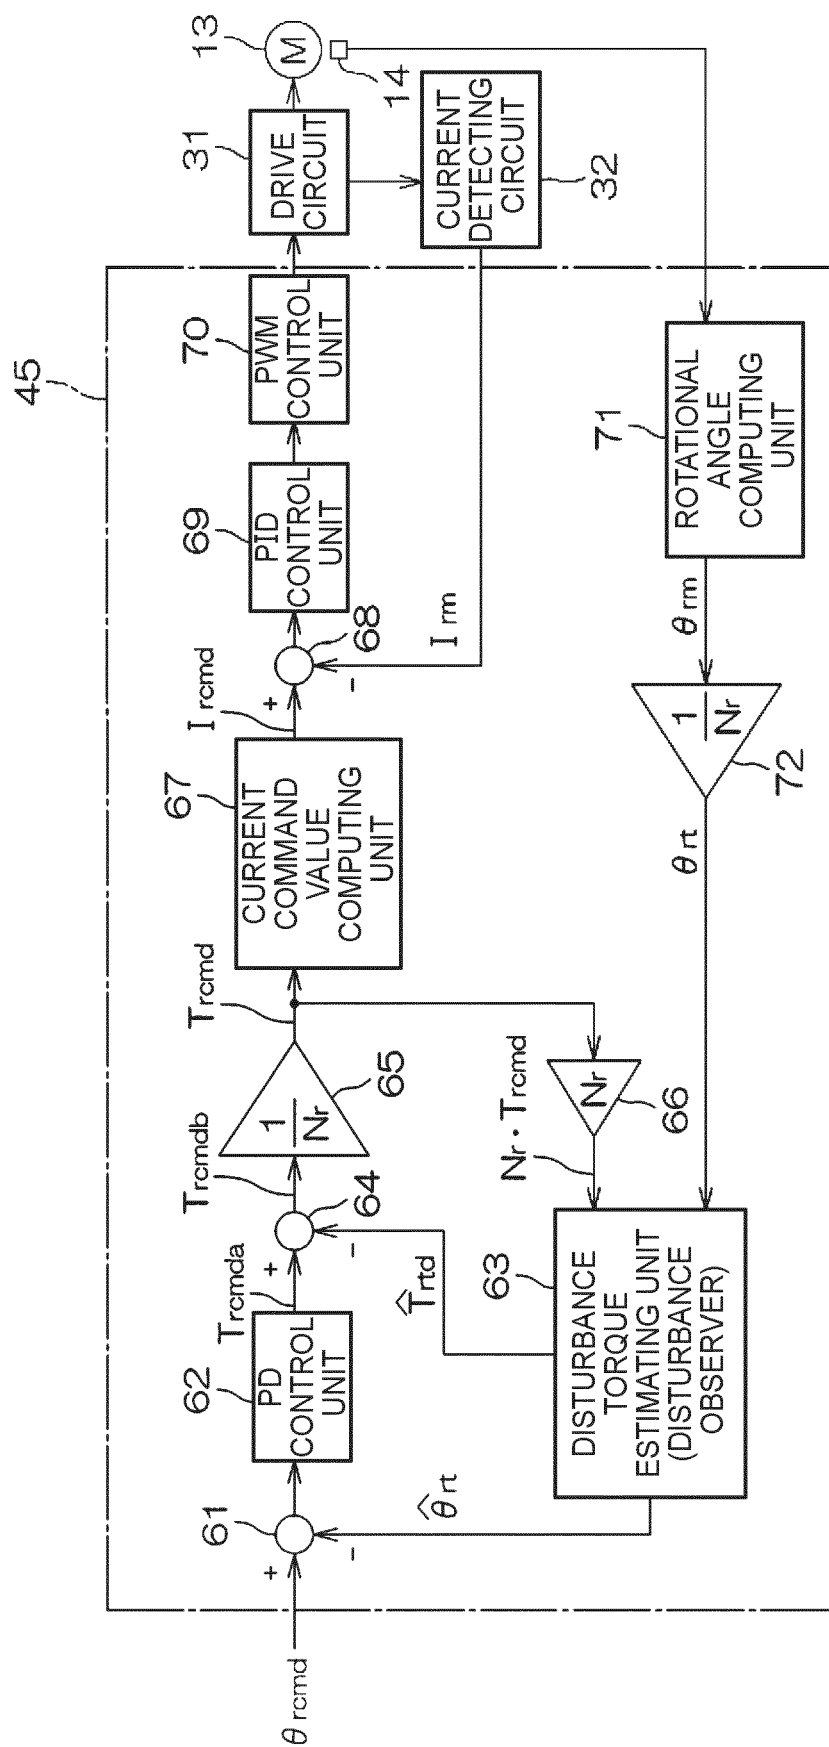 45
θrcmd
+
-
61
PD
CONTROL
UNIT
62
Trcmda
+
-
64
Trcmdb
1
Nr
65
Trcmd
CURRENT
COMMAND
VALUE
COMPUTING
UNIT
67
Ircmd
+
-
68
PID
CONTROL
UNIT
69
PWM
CONTROL
UNIT
70
DRIVE
CIRCUIT
31
M
13
14
CURRENT
DETECTING
CIRCUIT
32
Irm
θ̂rt
T̂rtd
DISTURBANCE
TORQUE
ESTIMATING UNIT
(DISTURBANCE
OBSERVER)
63
Nr・Trcmd
Nr
66
θrt
1
Nr
72
θrm
ROTATIONAL
ANGLE
COMPUTING
UNIT
71